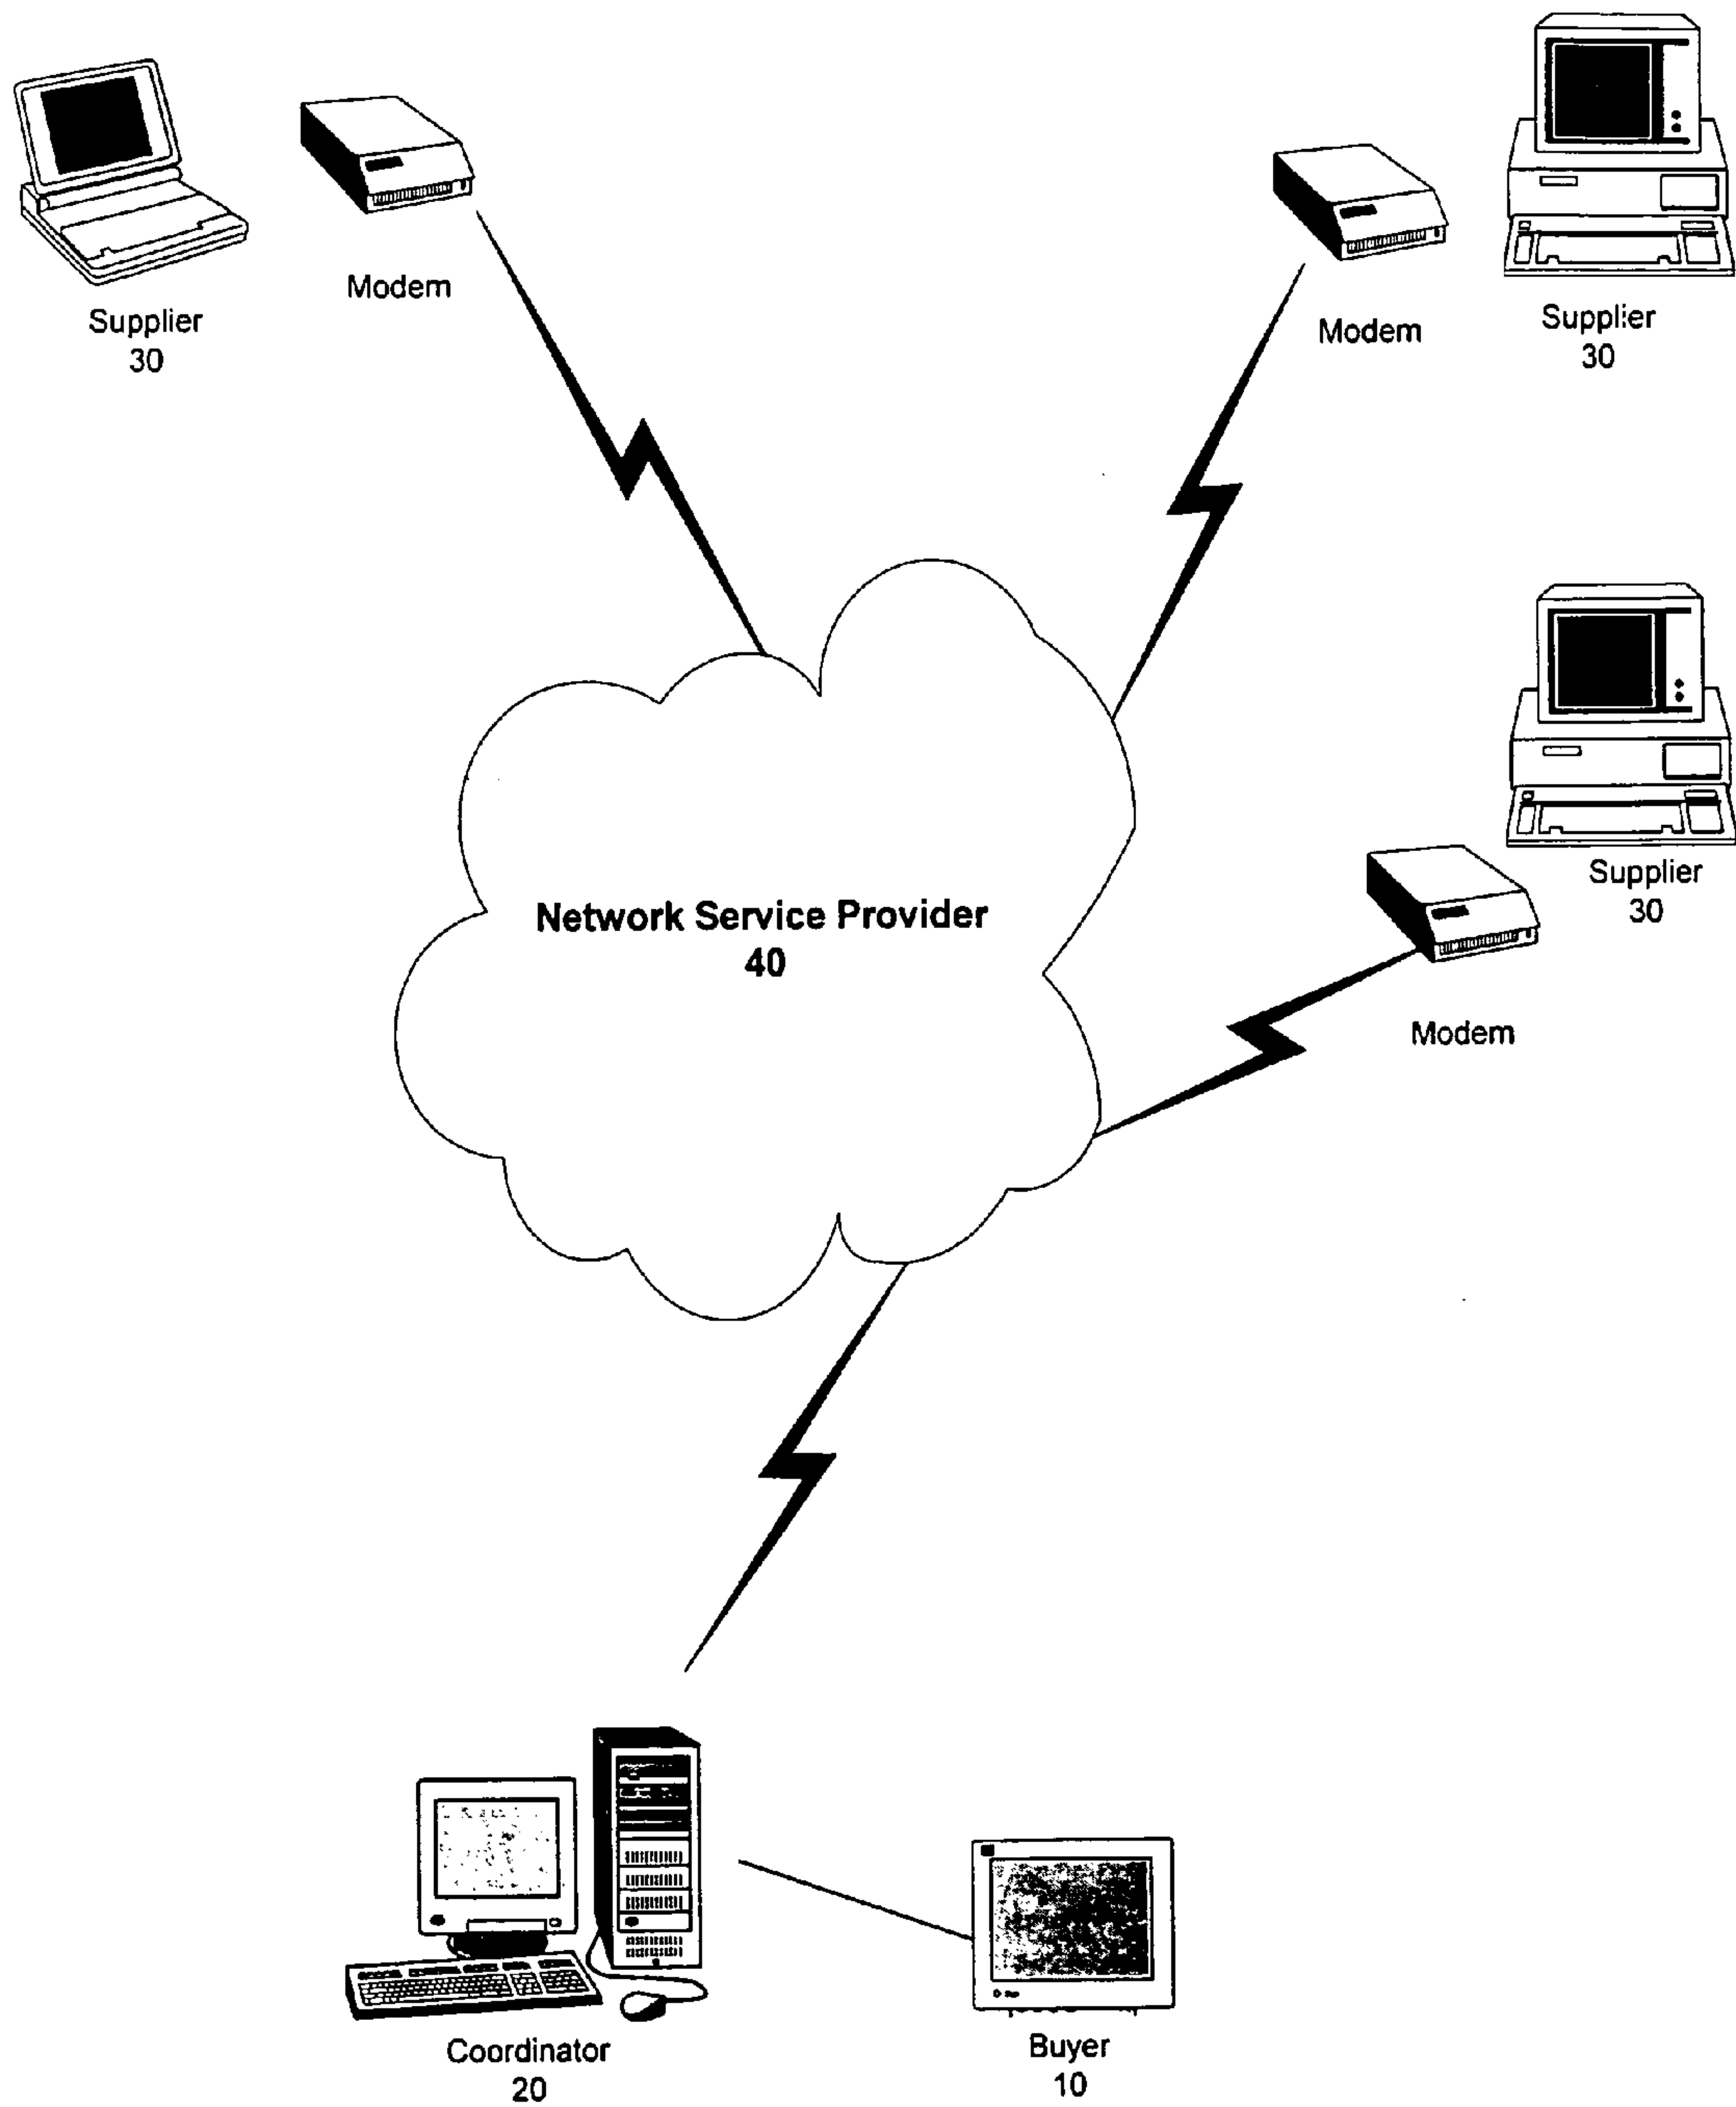 Modem
Supplier
30
Modem
Supplier
30
Supplier
30
Network Service Provider
40
Modem
Coordinator
20
Buyer
10